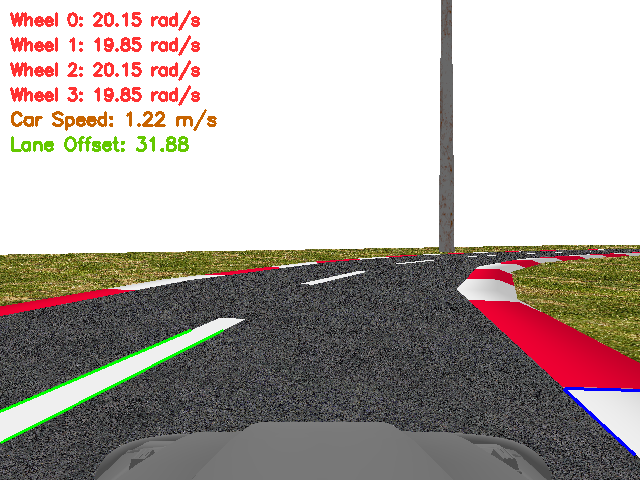 Wheel 0: 20.15 rad/s
Wheel 1: 19.85 rad/s
Wheel 2: 20.15 rad/s
Wheel 3: 19.85 rad/s
Car Speed: 1.22 m/s
Lane Offset: 31.88